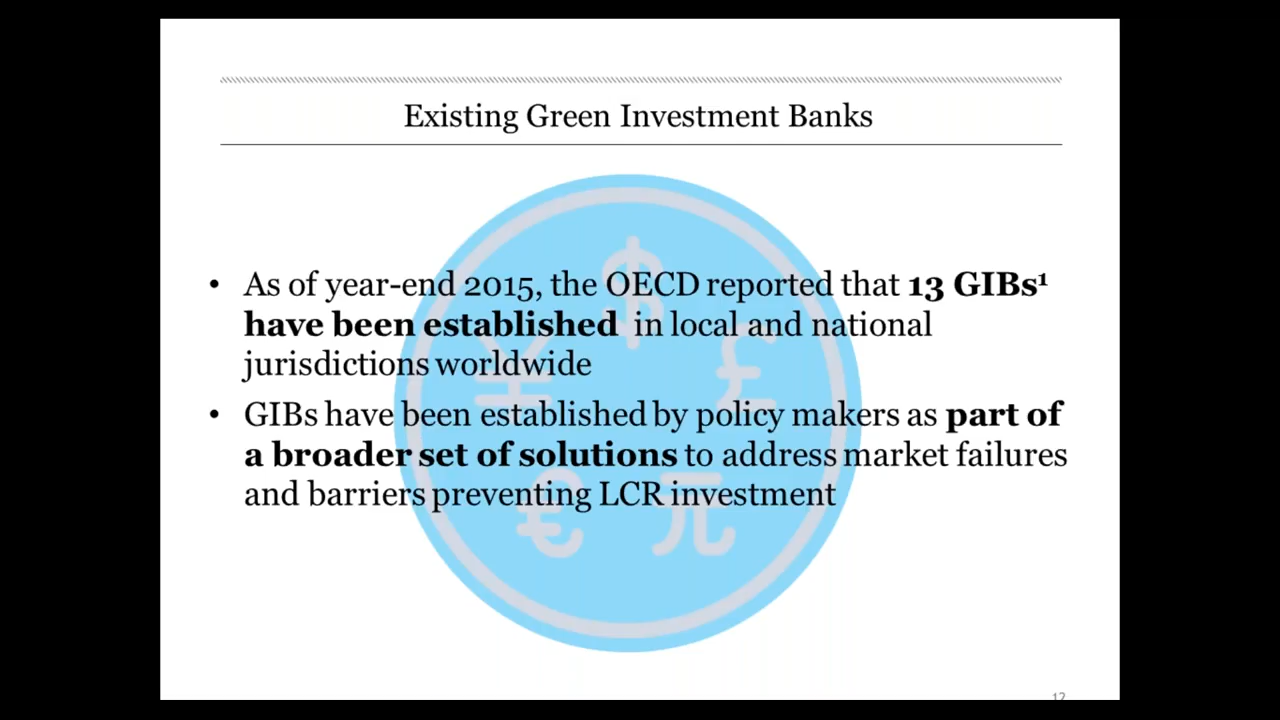 Existing Green Investment Banks
• As of year-end 2015, the OECD reported that 13 GIBs¹
have been established in local and national
jurisdictions worldwide
• GIBs have been established by policy makers as part of
a broader set of solutions to address market failures
and barriers preventing LCR investment
$
¥
£
€
元
12